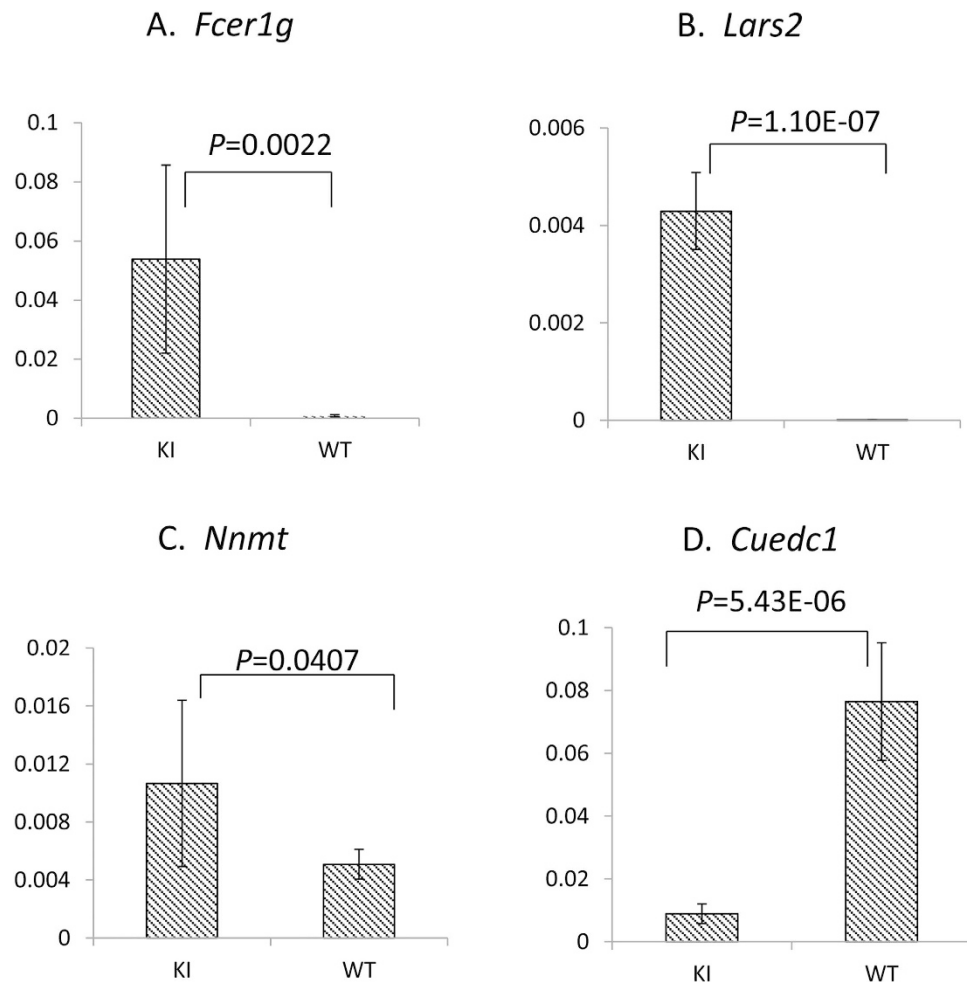 A. Fcer1g
P=0.0022
0.1
0.08
0.06
0.04
0.02
0
KI WT
B. Lars2
P=1.10E-07
0.006
0.004
0.002
0
KI WT
C. Nnmt
P=0.0407
0.02
0.016
0.012
0.008
0.004
0
KI WT
D. Cuedc1
P=5.43E-06
0.1
0.08
0.06
0.04
0.02
0
KI WT